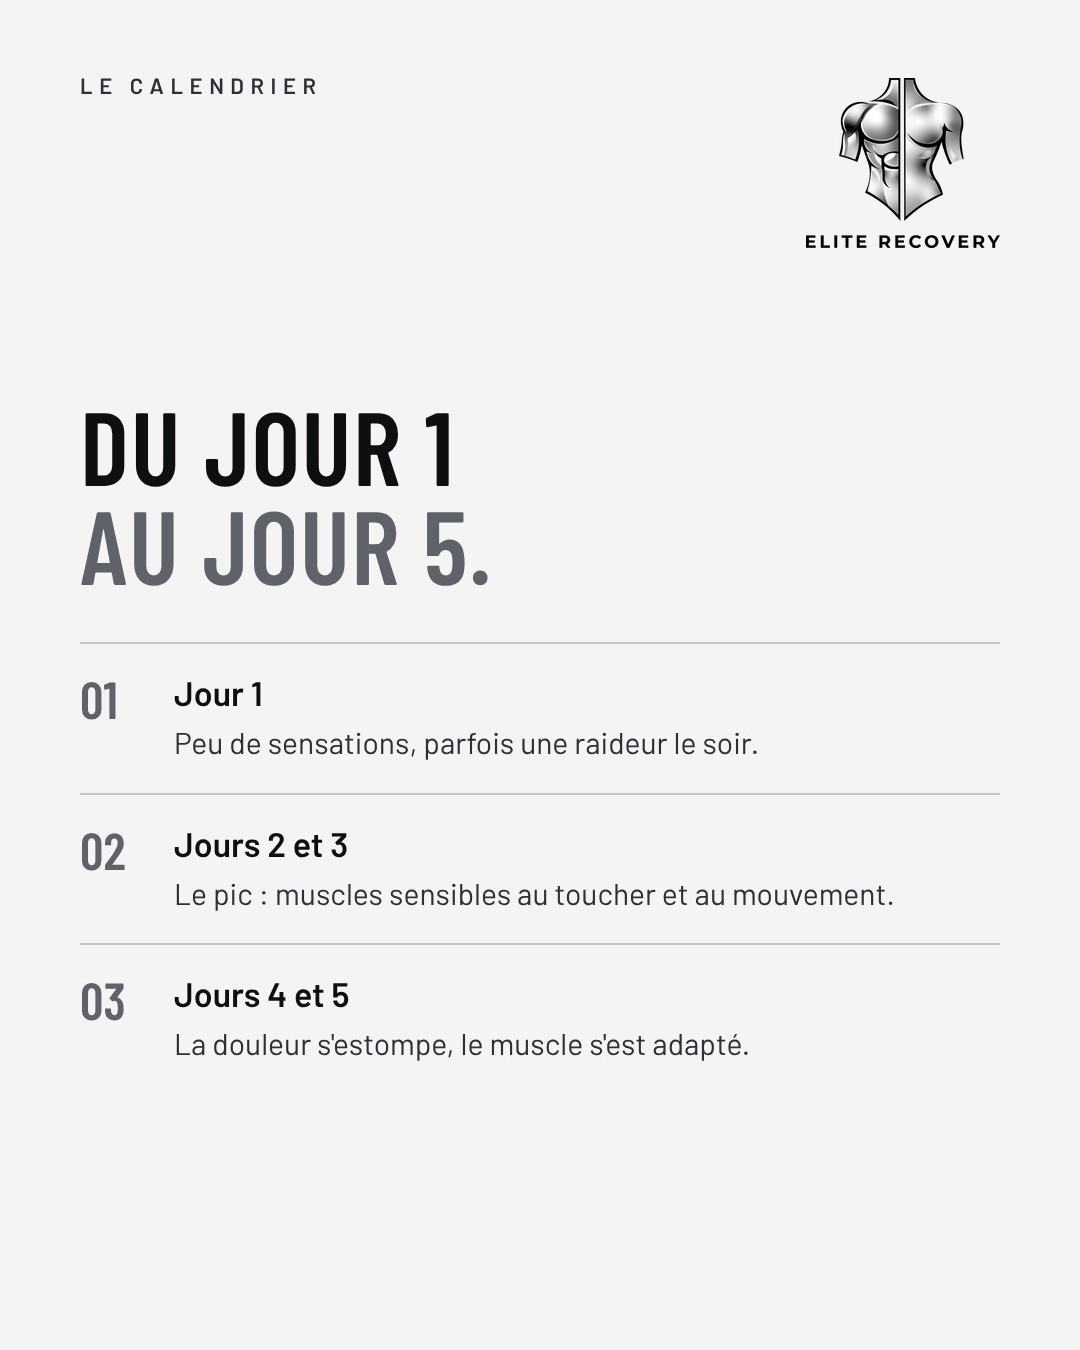 LE CALENDRIER
ELITE RECOVERY
DU JOUR 1
AU JOUR 5.
01
Jour 1
Peu de sensations, parfois une raideur le soir.
02
Jours 2 et 3
Le pic : muscles sensibles au toucher et au mouvement.
03
Jours 4 et 5
La douleur s'estompe, le muscle s'est adapté.